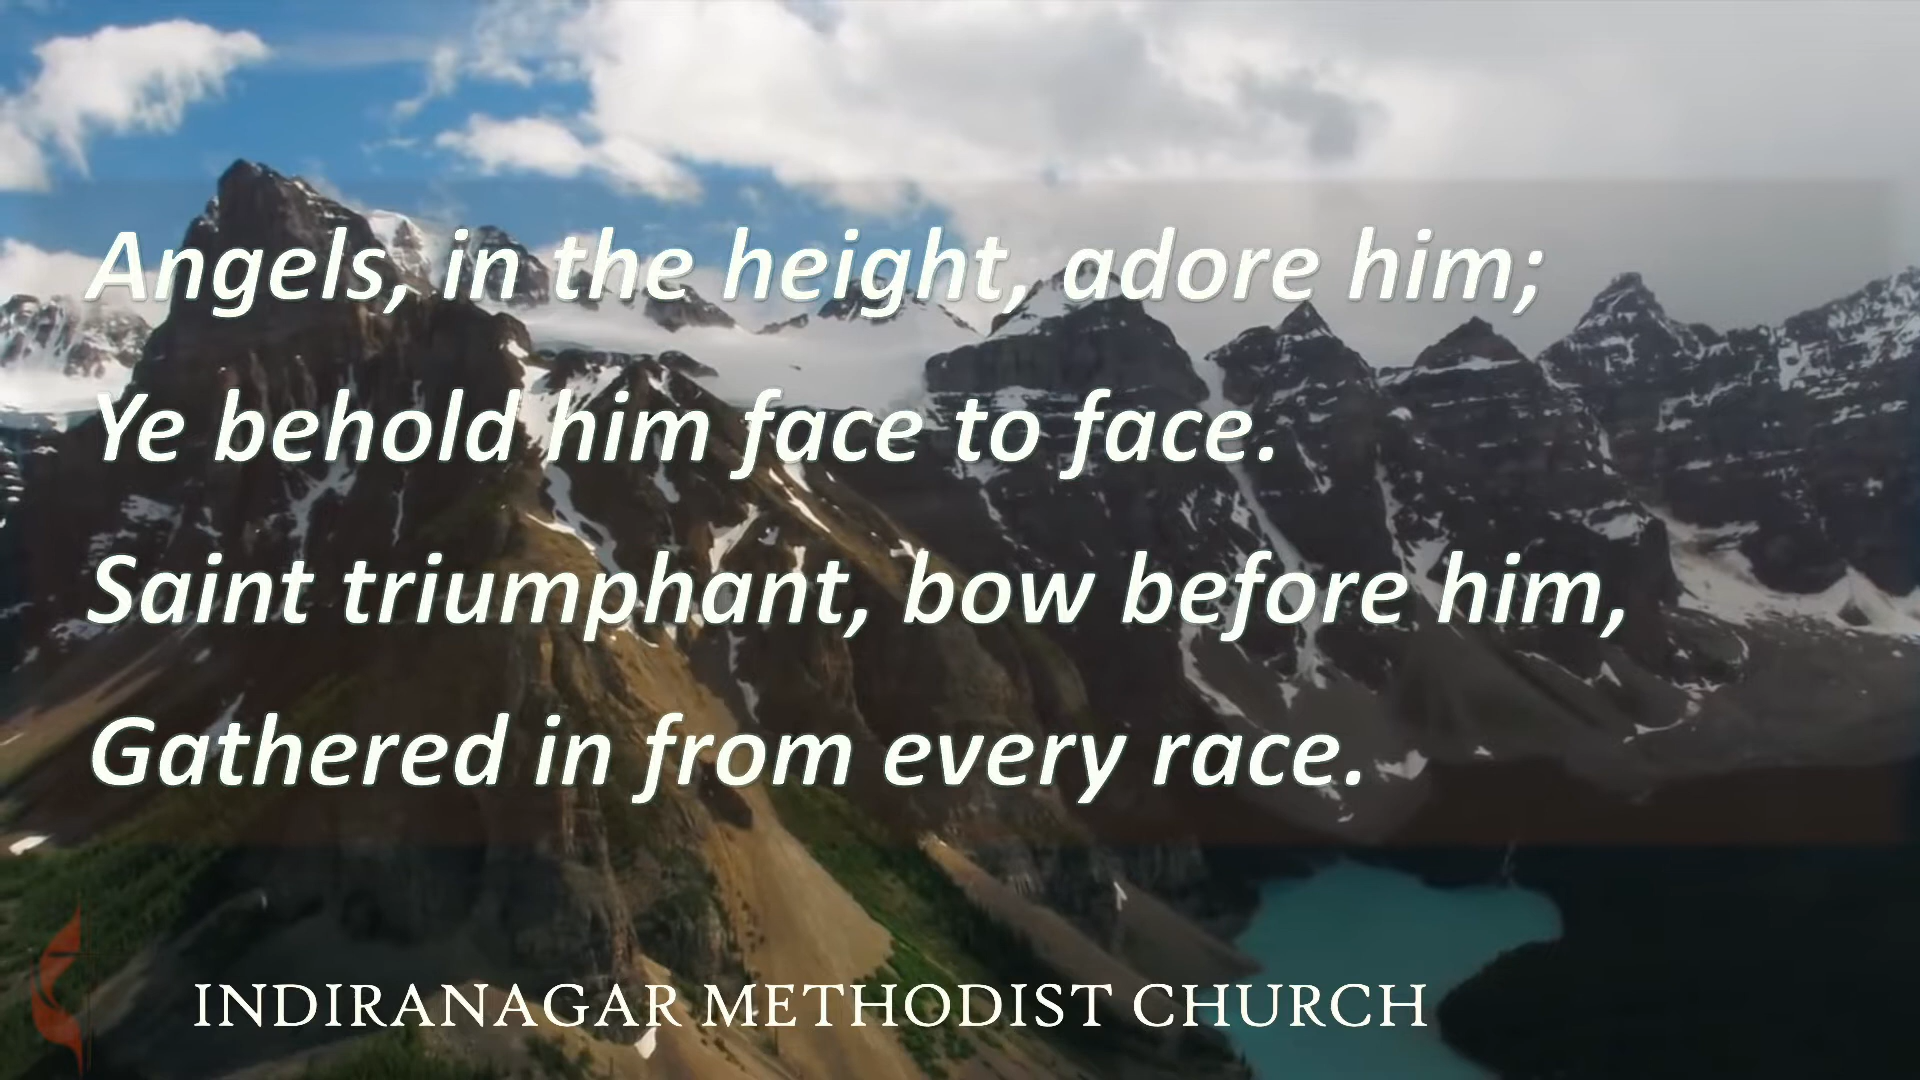 Angels, in the height, adore him;
Ye behold him face to face.
Saint triumphant, bow before him,
Gathered in from every race.
INDIRANAGAR METHODIST CHURCH